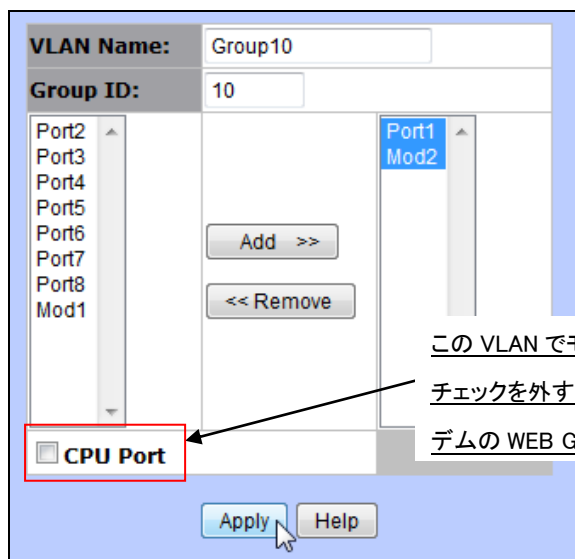 VLAN Name: Group10
Group ID: 10
Port2
Port3
Port4
Port5
Port6
Port7
Port8
Mod1
Add >>
<< Remove
Port1
Mod2
この VLAN で
チェックを外す
デムの WEB G
CPU Port
Apply Help